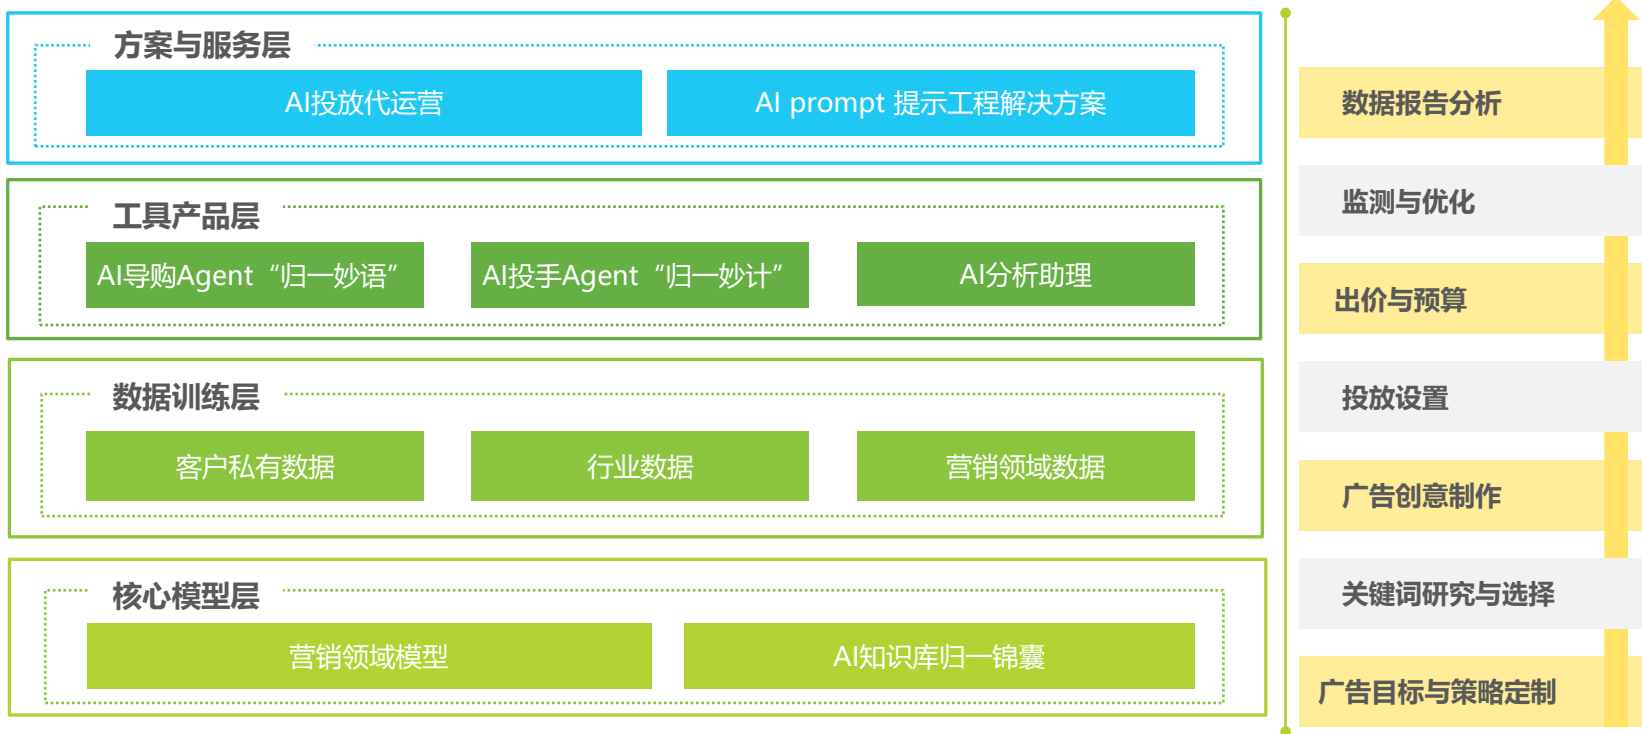 方案与服务层
AI投放代运营
AI prompt 提示工程解决方案
工具产品层
AI导购Agent“归一妙语”
AI投手Agent“归一妙计”
AI分析助理
数据训练层
客户私有数据
行业数据
营销领域数据
核心模型层
营销领域模型
AI知识库归一锦囊
数据报告分析
监测与优化
出价与预算
投放设置
广告创意制作
关键词研究与选择
广告目标与策略定制